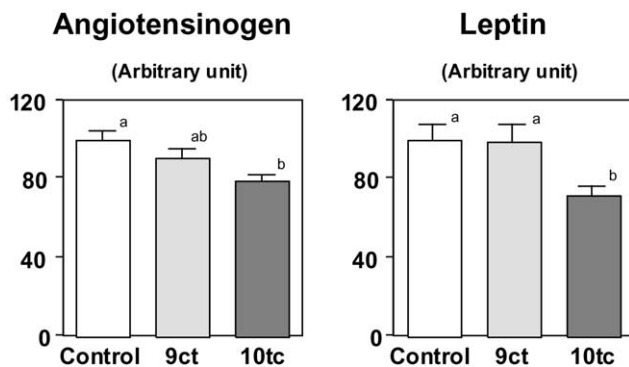 Angiotensinogen
(Arbitrary unit)
120
80
40
0
a
ab
b
Control 9ct 10tc
Leptin
(Arbitrary unit)
120
80
40
0
a
a
b
Control 9ct 10tc